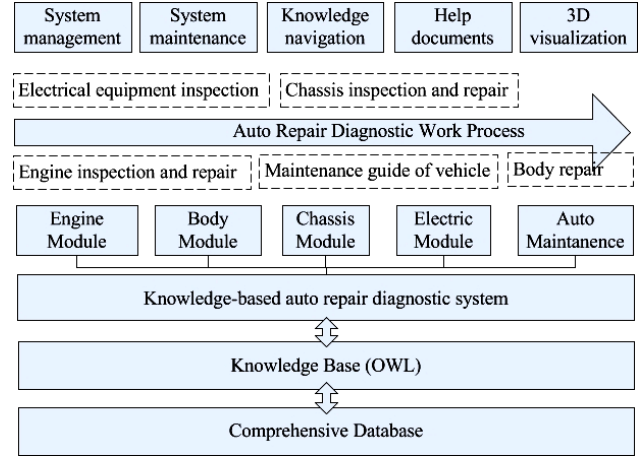 System
management
System
maintenance
Knowledge
navigation
Help
documents
3D
visualization
Electrical equipment inspection
Chassis inspection and repair
Auto Repair Diagnostic Work Process
Engine inspection and repair
Maintenance guide of vehicle
Body repair
Engine
Module
Body
Module
Chassis
Module
Electric
Module
Auto
Maintanence
Knowledge-based auto repair diagnostic system
Knowledge Base (OWL)
Comprehensive Database